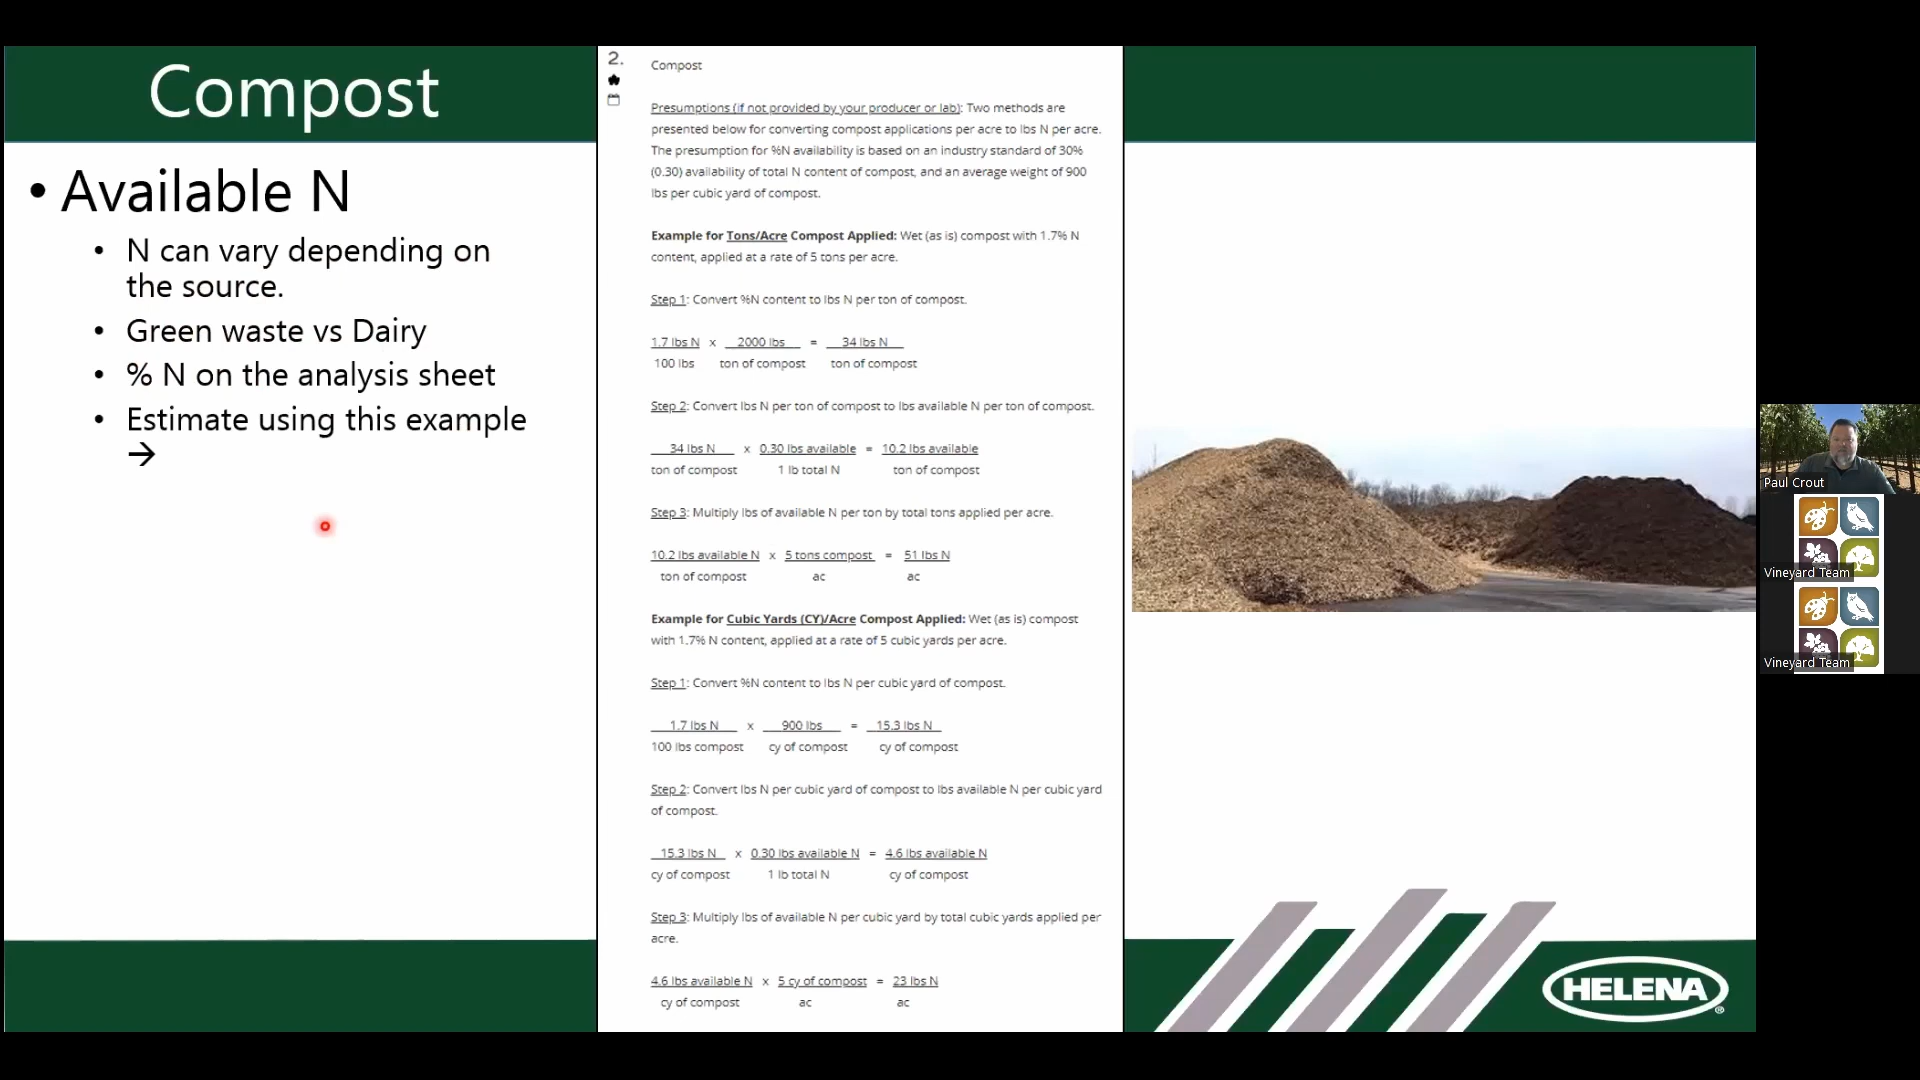 Compost
• Available N
• N can vary depending on
the source.
• Green waste vs Dairy
• % N on the analysis sheet
• Estimate using this example
→
2.
Compost
Presumptions (if not provided by your producer or lab): Two methods are
presented below for converting compost applications per acre to lbs N per acre.
The presumption for %N availability is based on an industry standard of 30%
(0.30) availability of total N content of compost, and an average weight of 900
lbs per cubic yard of compost.
Example for Tons/Acre Compost Applied: Wet (as is) compost with 1.7% N
content, applied at a rate of 5 tons per acre.
Step 1: Convert %N content to lbs N per ton of compost.
1.7 lbs N x 2000 lbs = 34 lbs N
100 lbs ton of compost ton of compost
Step 2: Convert lbs N per ton of compost to lbs available N per ton of compost.
34 lbs N x 0.30 lbs available = 10.2 lbs available
ton of compost 1 lb total N ton of compost
Step 3: Multiply lbs of available N per ton by total tons applied per acre.
10.2 lbs available N x 5 tons compost = 51 lbs N
ton of compost ac ac
Example for Cubic Yards (CY)/Acre Compost Applied: Wet (as is) compost
with 1.7% N content, applied at a rate of 5 cubic yards per acre.
Step 1: Convert %N content to lbs N per cubic yard of compost.
1.7 lbs N x 900 lbs = 15.3 lbs N
100 lbs compost cy of compost cy of compost
Step 2: Convert lbs N per cubic yard of compost to lbs available N per cubic yard
of compost.
15.3 lbs N x 0.30 lbs available N = 4.6 lbs available N
cy of compost 1 lb total N cy of compost
Step 3: Multiply lbs of available N per cubic yard by total cubic yards applied per
acre.
4.6 lbs available N x 5 cy of compost = 23 lbs N
cy of compost ac ac
HELENA®
Paul Crout
Vineyard Team
Vineyard Team